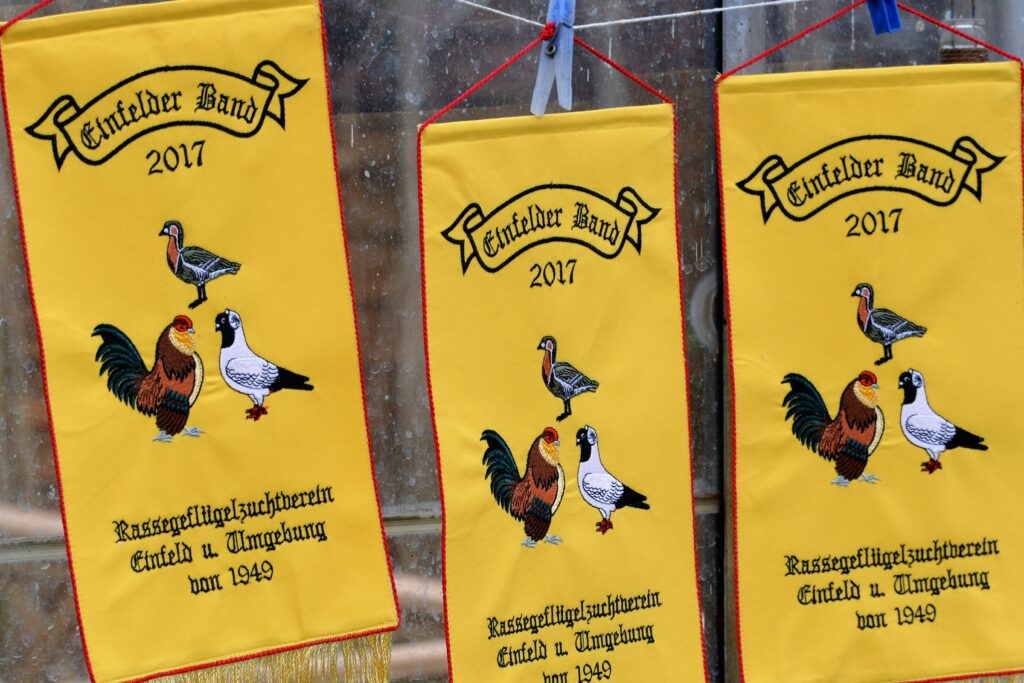 Einfelder Band
2017
Rassegeflügelzuchtverein
Einfeld u. Umgebung
von 1949
Einfelder Band
2017
Rassegeflügelzuchtverein
Einfeld u. Umgebung
von 1949
Einfelder Band
2017
Rassegeflügelzuchtverein
Einfeld u. Umgebung
von 1949